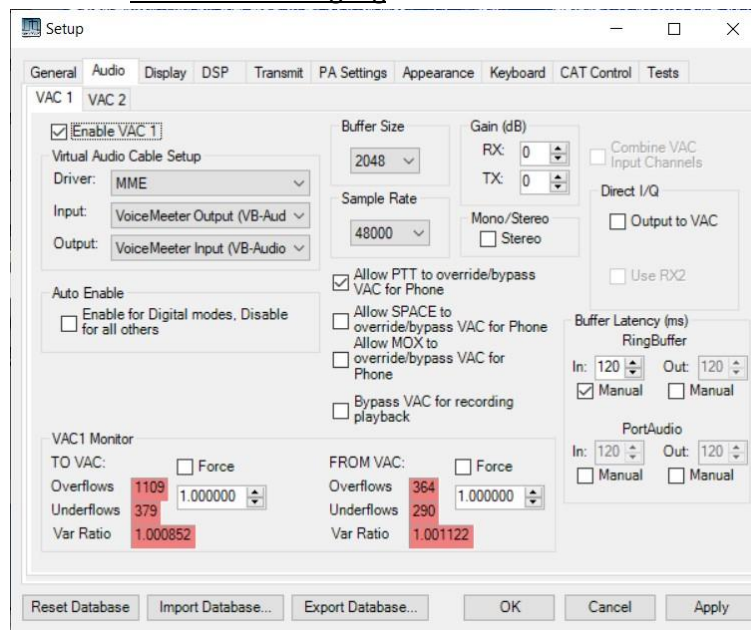 Setup
General Audio Display DSP Transmit PA Settings Appearance Keyboard CAT Control Tests
VAC 1 VAC 2
Enable VAC 1
Virtual Audio Cable Setup
Driver: MME
Input: VoiceMeeter Output (VB-Aud
Output: VoiceMeeter Input (VB-Audio
Auto Enable
Enable for Digital modes, Disable
for all others
Buffer Size
2048
Sample Rate
48000
Gain (dB)
RX: 0
TX: 0
Mono/Stereo
Stereo
Combine VAC
Input Channels
Direct I/Q
Output to VAC
Use RX2
Allow PTT to override/bypass
VAC for Phone
Allow SPACE to
override/bypass VAC for Phone
Allow MOX to
override/bypass VAC for
Phone
Bypass VAC for recording
playback
Buffer Latency (ms)
RingBuffer
In: 120 Out: 120
Manual Manual
PortAudio
In: 120 Out: 120
Manual Manual
VAC1 Monitor
TO VAC: Force
Overflows 1109 1.000000
Underflows 379
Var Ratio 1.000852
FROM VAC: Force
Overflows 364 1.000000
Underflows 290
Var Ratio 1.001122
Reset Database Import Database... Export Database... OK Cancel Apply